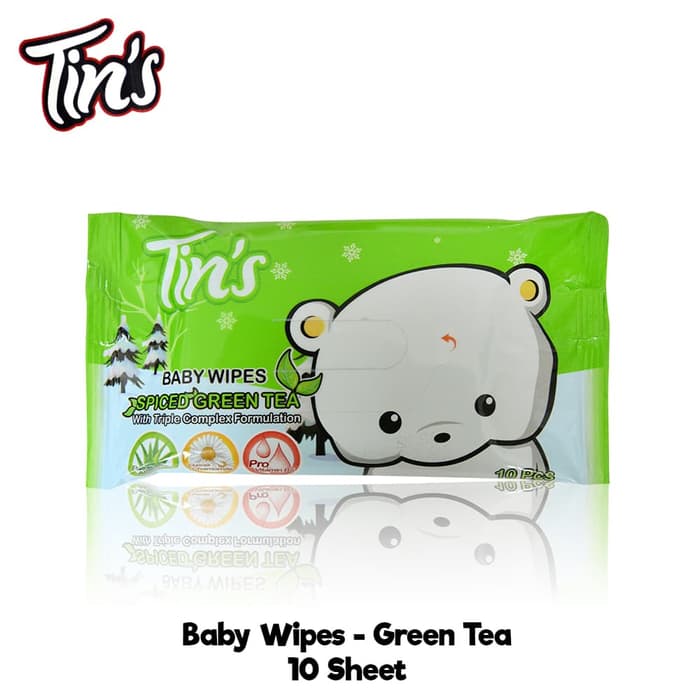 Tin's
Tin's
BABY WIPES
SPICED GREEN TEA
With Triple Complex Formulation
Pro
10 PCS
Baby Wipes - Green Tea
10 Sheet